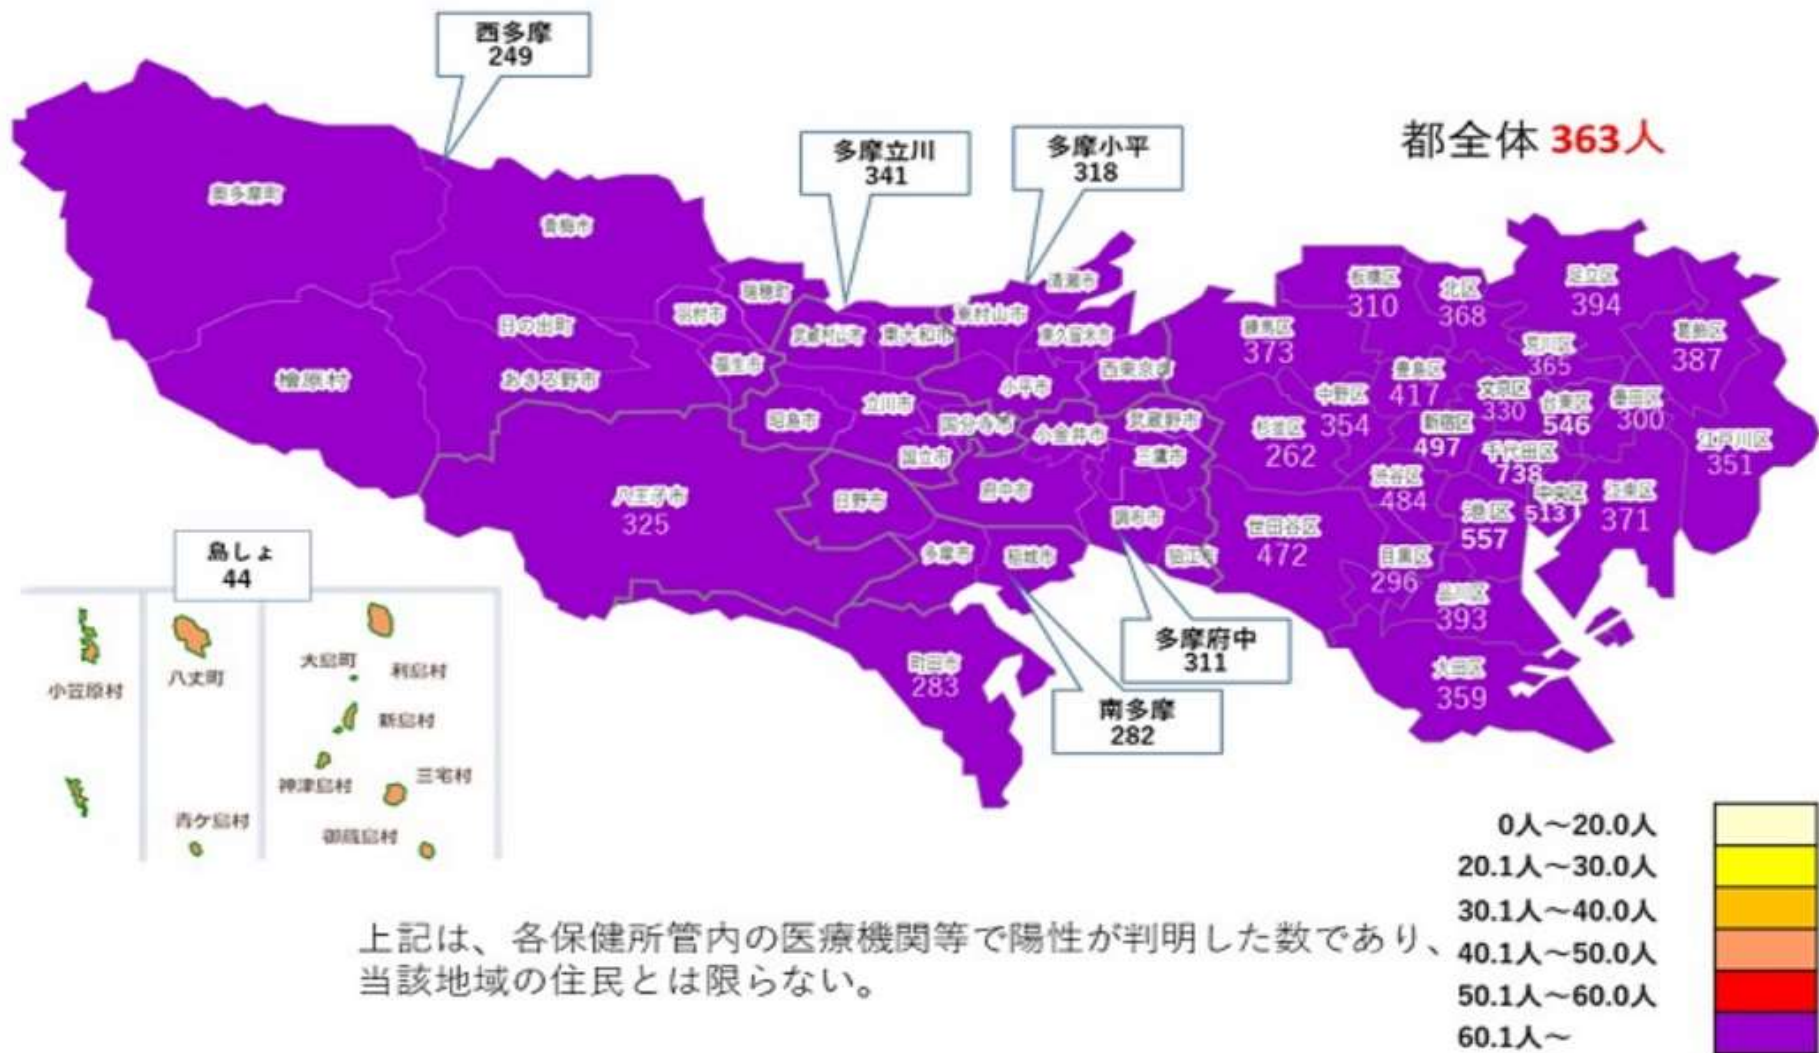 西多摩
249
多摩立川
341
多摩小平
318
都全体 363人
奥多摩町
青梅市
瑞穂町
羽村市
日の出町
あきる野市
福生市
檜原村
武蔵村山市
東大和市
東村山市
清瀬市
東久留米市
西東京市
小平市
立川市
昭島市
国分寺市
小金井市
武蔵野市
国立市
三鷹市
府中市
日野市
調布市
狛江市
多摩市
稲城市
八王子市
325
町田市
283
板橋区
310
北区
368
足立区
394
練馬区
373
荒川区
365
葛飾区
387
豊島区
417
中野区
354
文京区
330
台東区
546
墨田区
300
杉並区
262
新宿区
497
千代田区
738
江戸川区
351
渋谷区
484
中央区
江東区
371
港区
557
世田谷区
472
目黒区
296
品川区
393
大田区
359
多摩府中
311
南多摩
282
島しょ
44
小笠原村
八丈町
大島町
利島村
新島村
神津島村
三宅村
青ケ島村
御蔵島村
0人～20.0人
20.1人～30.0人
30.1人～40.0人
40.1人～50.0人
50.1人～60.0人
60.1人～
上記は、各保健所管内の医療機関等で陽性が判明した数であり、
当該地域の住民とは限らない。